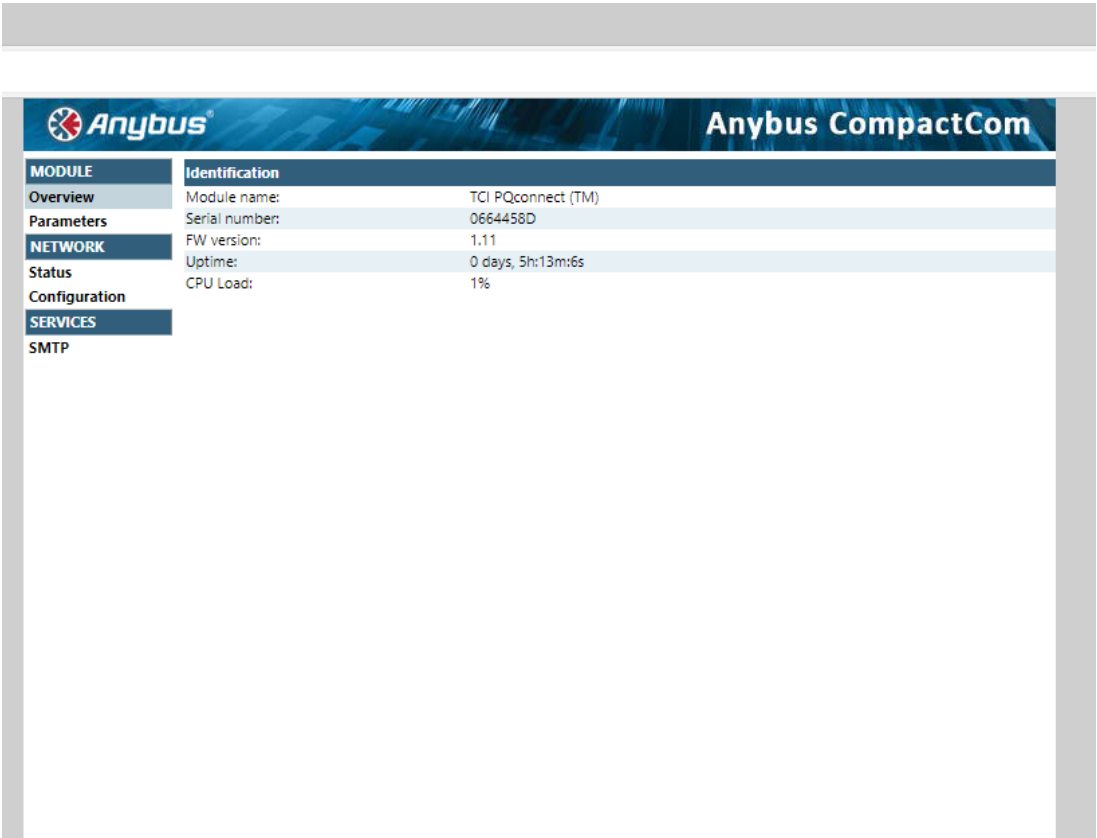 Anybus®
Anybus CompactCom
MODULE
Overview
Parameters
NETWORK
Status
Configuration
SERVICES
SMTP
Identification
Module name: TCI PQconnect (TM)
Serial number: 0664458D
FW version: 1.11
Uptime: 0 days, 5h:13m:6s
CPU Load: 1%